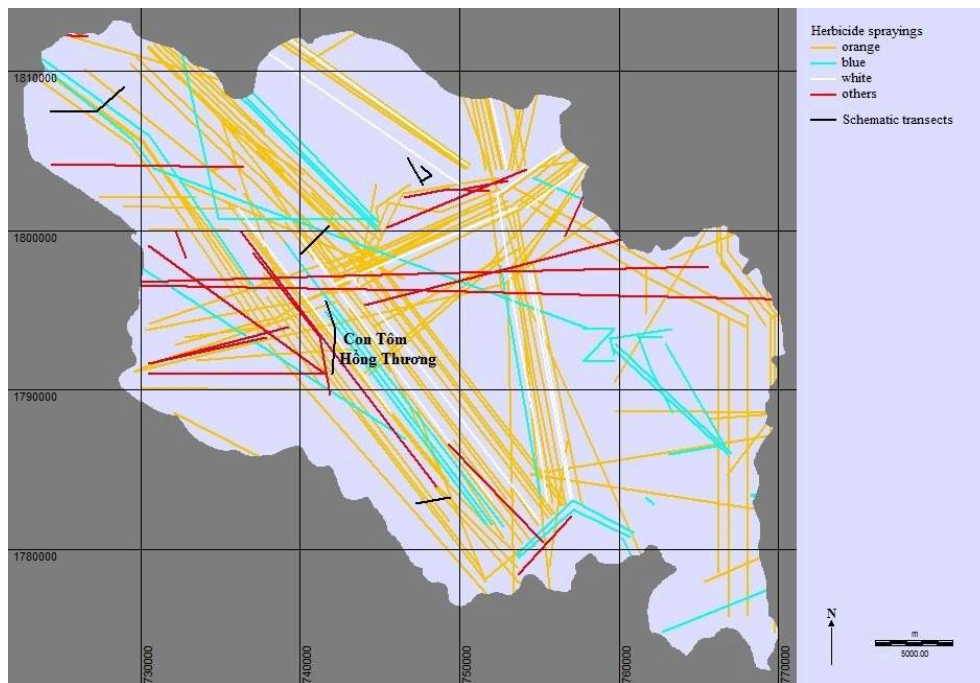 Herbicide sprayings
orange
blue
white
others
Schematic transects
1810000
1800000
1790000
1780000
Con Tôm
Hông Thương
730000
740000
750000
760000
770000
N
m
5000.00